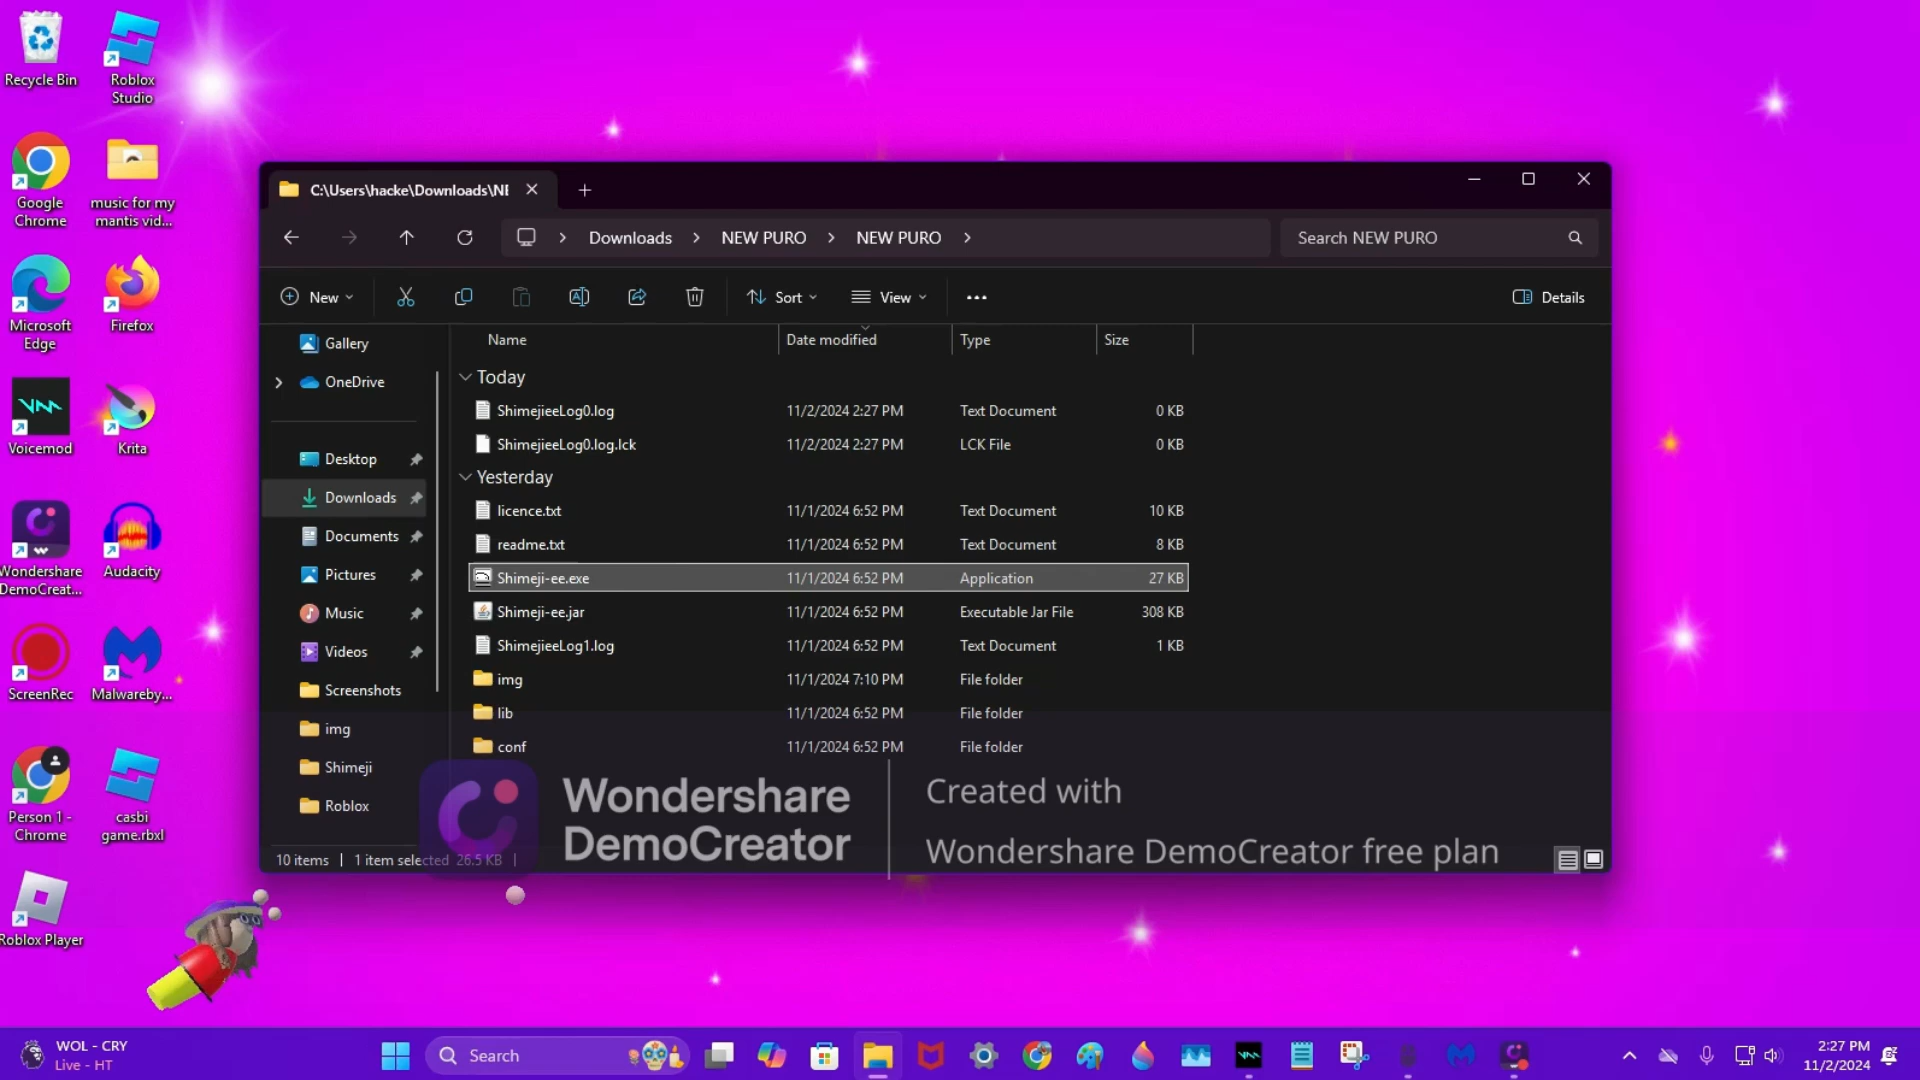 Recycle Bin
Roblox
Studio
Google
Chrome
music for my
mantis vid...
Microsoft
Edge
Firefox
Voicemod
Krita
Wondershare
DemoCreat...
Audacity
ScreenRec
Malwareby...
Person 1 -
Chrome
casbi
game.rbxl
Roblox Player
C:\Users\hacke\Downloads\NE
Downloads > NEW PURO > NEW PURO >
Search NEW PURO
New
Sort
View
Details
Gallery
OneDrive
Desktop
Downloads
Documents
Pictures
Music
Videos
Screenshots
img
Shimeji
Roblox
Name Date modified Type Size
Today
ShimejieeLog0.log 11/2/2024 2:27 PM Text Document 0 KB
ShimejieeLog0.log.lck 11/2/2024 2:27 PM LCK File 0 KB
Yesterday
licence.txt 11/1/2024 6:52 PM Text Document 10 KB
readme.txt 11/1/2024 6:52 PM Text Document 8 KB
Shimeji-ee.exe 11/1/2024 6:52 PM Application 27 KB
Shimeji-ee.jar 11/1/2024 6:52 PM Executable Jar File 308 KB
ShimejieeLog1.log 11/1/2024 6:52 PM Text Document 1 KB
img 11/1/2024 7:10 PM File folder
lib 11/1/2024 6:52 PM File folder
conf 11/1/2024 6:52 PM File folder
Wondershare
DemoCreator
Created with
Wondershare DemoCreator free plan
10 items | 1 item selected 26.5 KB |
WOL - CRY
Live - HT
Search
2:27 PM
11/2/2024